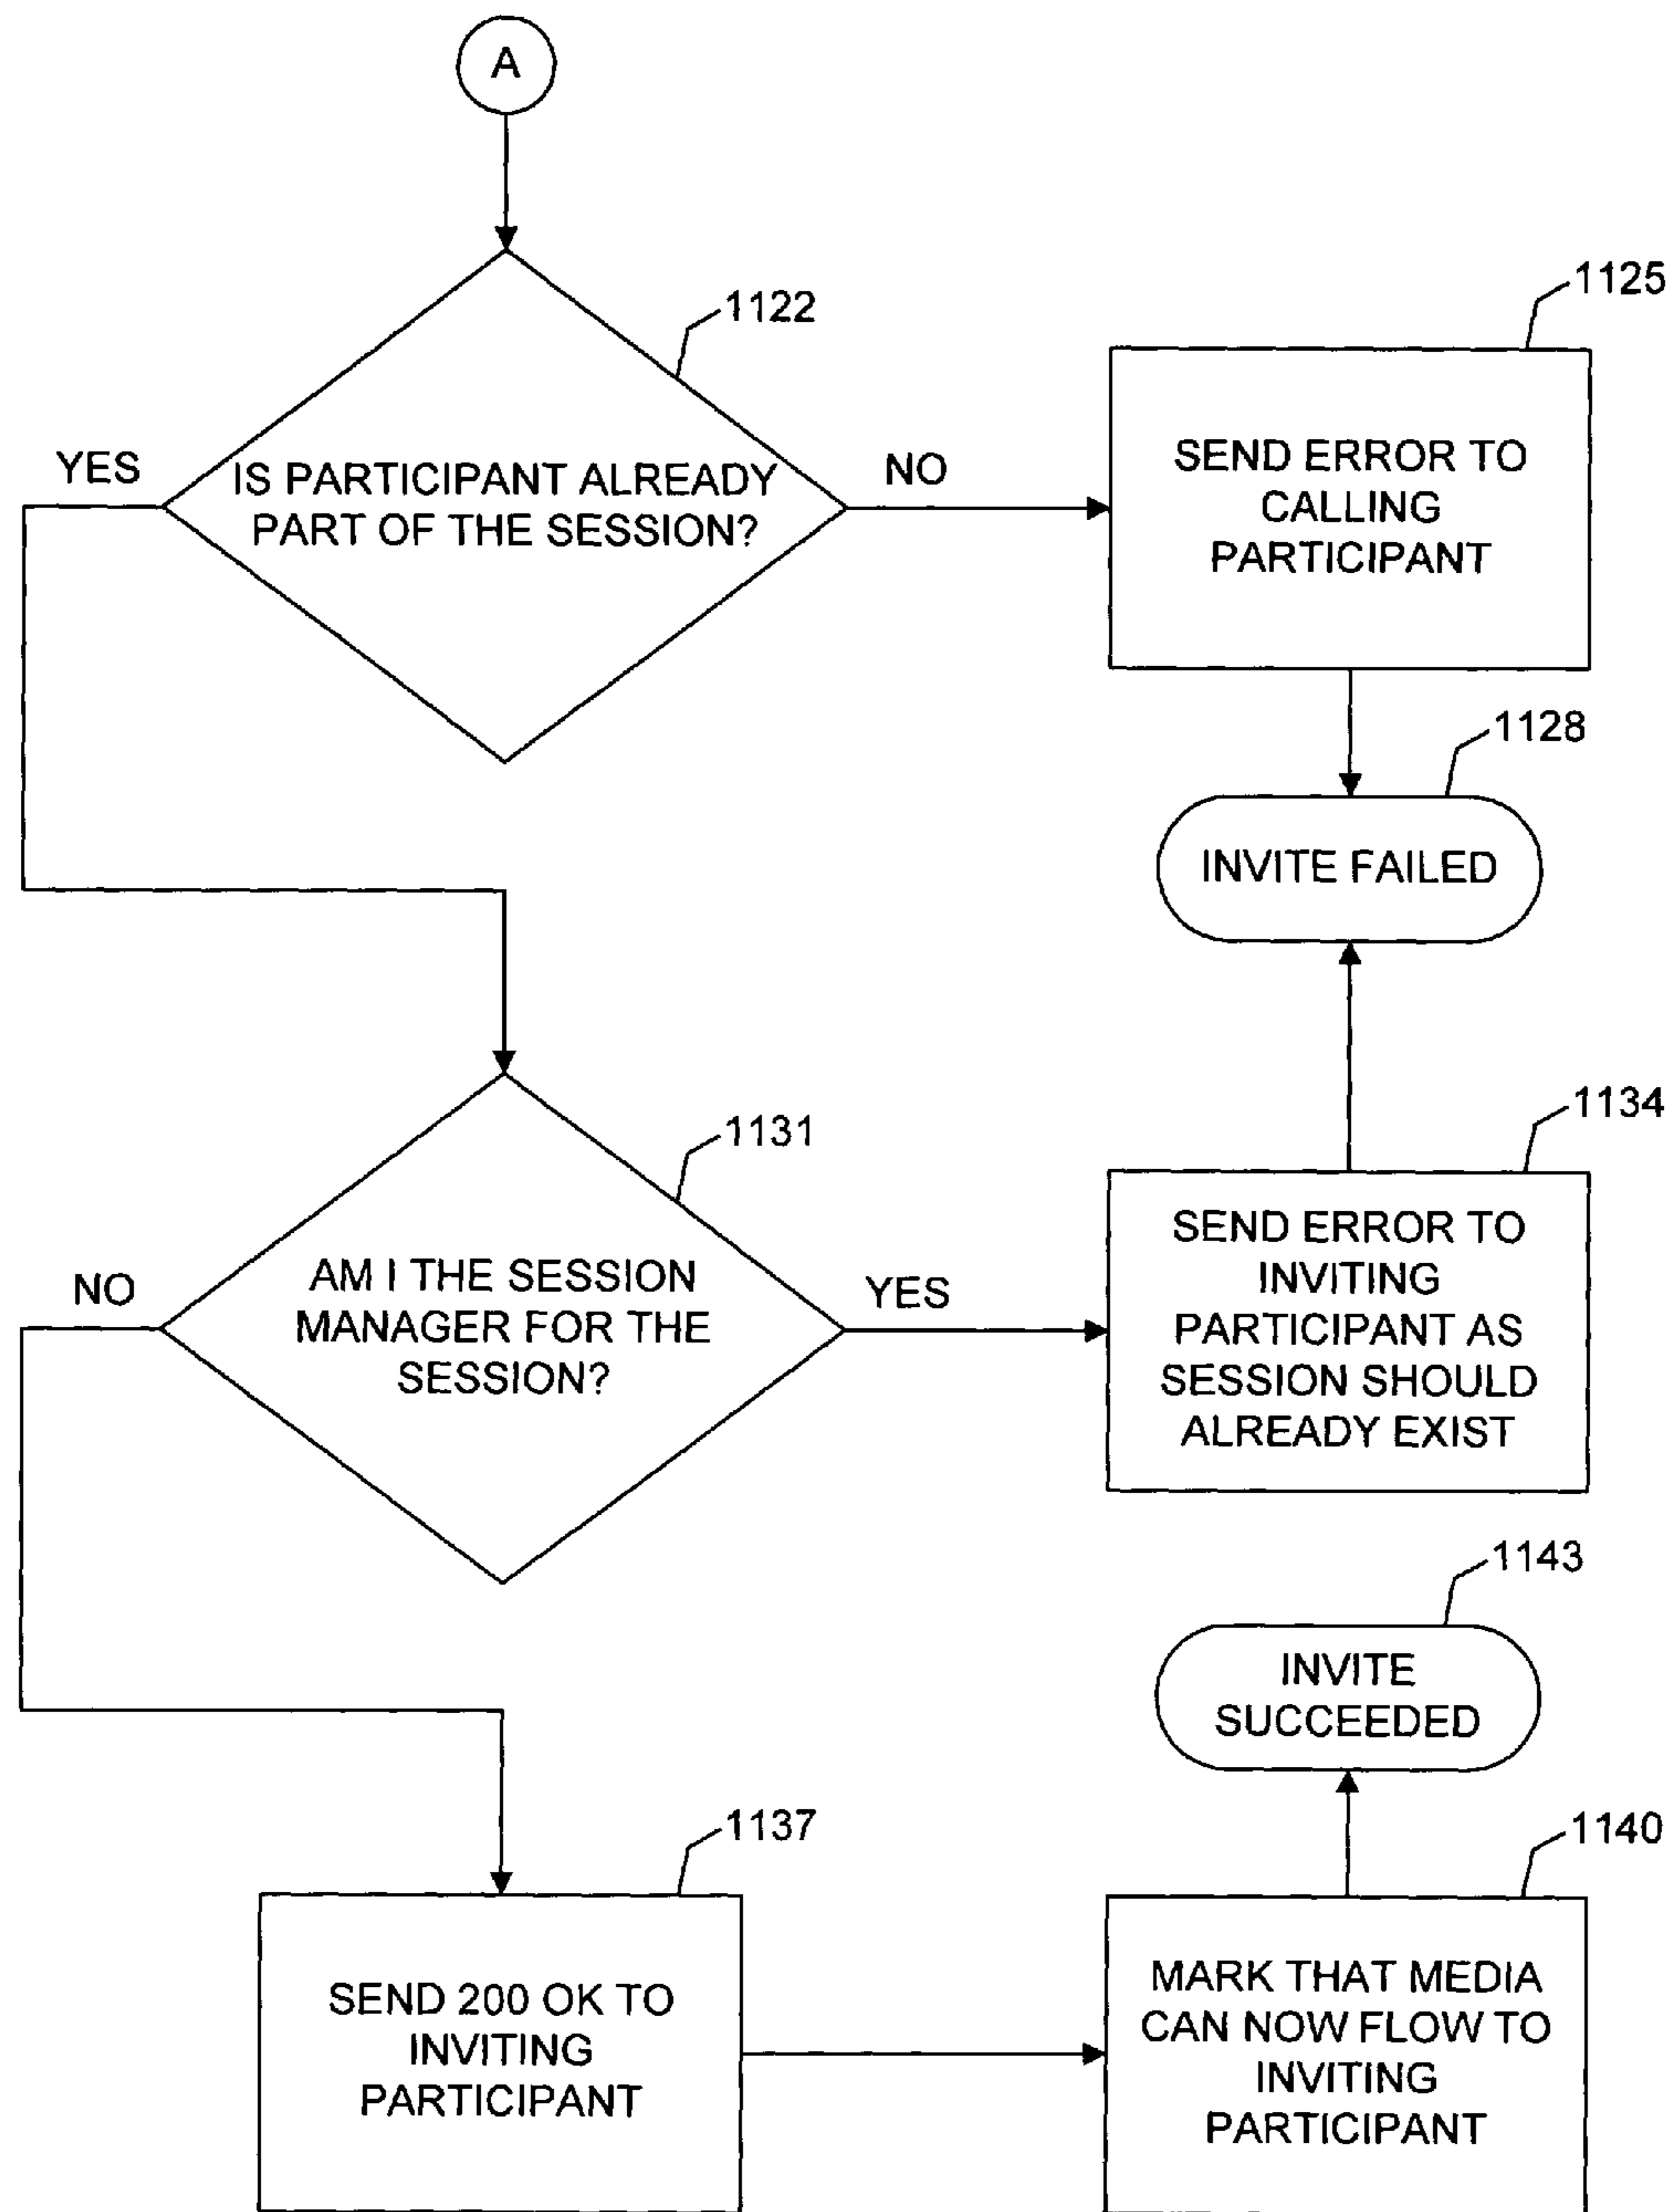 A
1122
1125
YES
IS PARTICIPANT ALREADY
PART OF THE SESSION?
NO
SEND ERROR TO
CALLING
PARTICIPANT
1128
INVITE FAILED
1131
1134
NO
AM I THE SESSION
MANAGER FOR THE
SESSION?
YES
SEND ERROR TO
INVITING
PARTICIPANT AS
SESSION SHOULD
ALREADY EXIST
1143
INVITE
SUCCEEDED
1137
1140
SEND 200 OK TO
INVITING
PARTICIPANT
MARK THAT MEDIA
CAN NOW FLOW TO
INVITING
PARTICIPANT